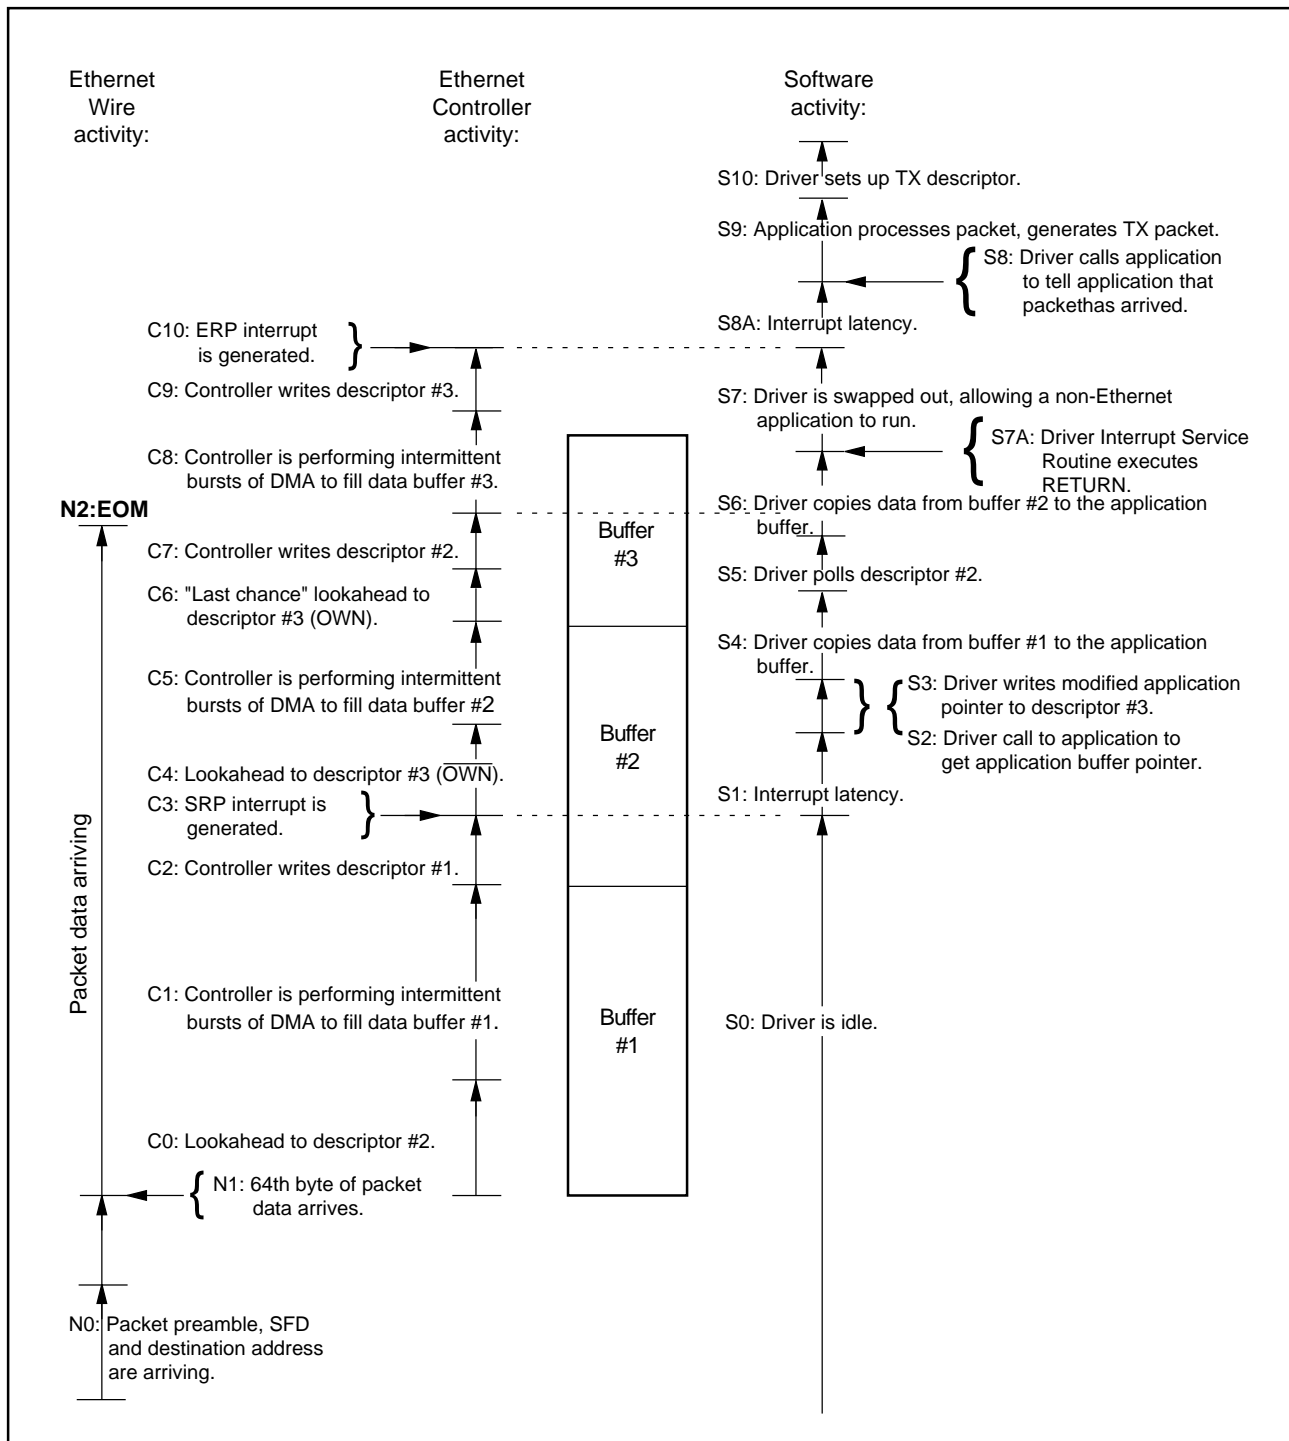 Ethernet
Wire
activity:
Ethernet
Controller
activity:
Software
activity:
S10: Driver sets up TX descriptor.
S9: Application processes packet, generates TX packet.
S8: Driver calls application
to tell application that
packethas arrived.
S8A: Interrupt latency.
C10: ERP interrupt
is generated.
C9: Controller writes descriptor #3.
S7: Driver is swapped out, allowing a non-Ethernet
application to run.
S7A: Driver Interrupt Service
Routine executes
RETURN.
C8: Controller is performing intermittent
bursts of DMA to fill data buffer #3.
N2:EOM
S6: Driver copies data from buffer #2 to the application
buffer.
Buffer
#3
C7: Controller writes descriptor #2.
S5: Driver polls descriptor #2.
C6: "Last chance" lookahead to
descriptor #3 (OWN).
S4: Driver copies data from buffer #1 to the application
buffer.
C5: Controller is performing intermittent
bursts of DMA to fill data buffer #2
S3: Driver writes modified application
pointer to descriptor #3.
S2: Driver call to application to
get application buffer pointer.
Buffer
#2
C4: Lookahead to descriptor #3 (O̅W̅N̅).
S1: Interrupt latency.
C3: SRP interrupt is
generated.
C2: Controller writes descriptor #1.
Packet data arriving
C1: Controller is performing intermittent
bursts of DMA to fill data buffer #1.
Buffer
#1
S0: Driver is idle.
C0: Lookahead to descriptor #2.
N1: 64th byte of packet
data arrives.
N0: Packet preamble, SFD
and destination address
are arriving.